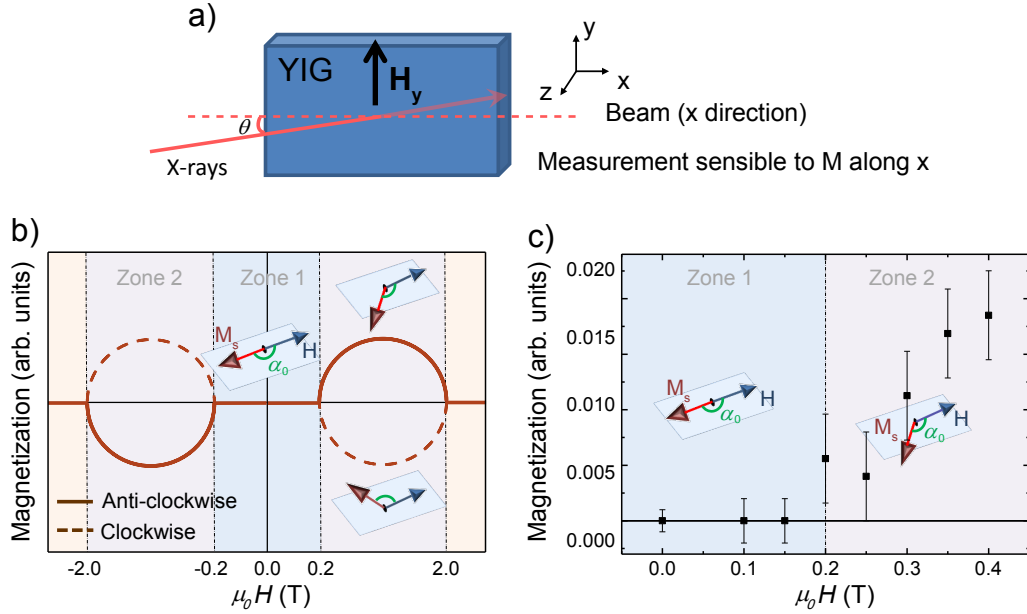 a)
YIG
H_y
y
x
z
θ
X-rays
Beam (x direction)
Measurement sensible to M along x
b)
Magnetization (arb. units)
Zone 2
Zone 1
M_s
H
α_0
Anti-clockwise
Clockwise
-2.0
-0.2
0.0
0.2
2.0
μ_0H (T)
c)
Magnetization (arb. units)
0.020
0.015
0.010
0.005
0.000
Zone 1
Zone 2
M_s
H
α_0
M_s
H
α_0
0.0
0.1
0.2
0.3
0.4
μ_0H (T)